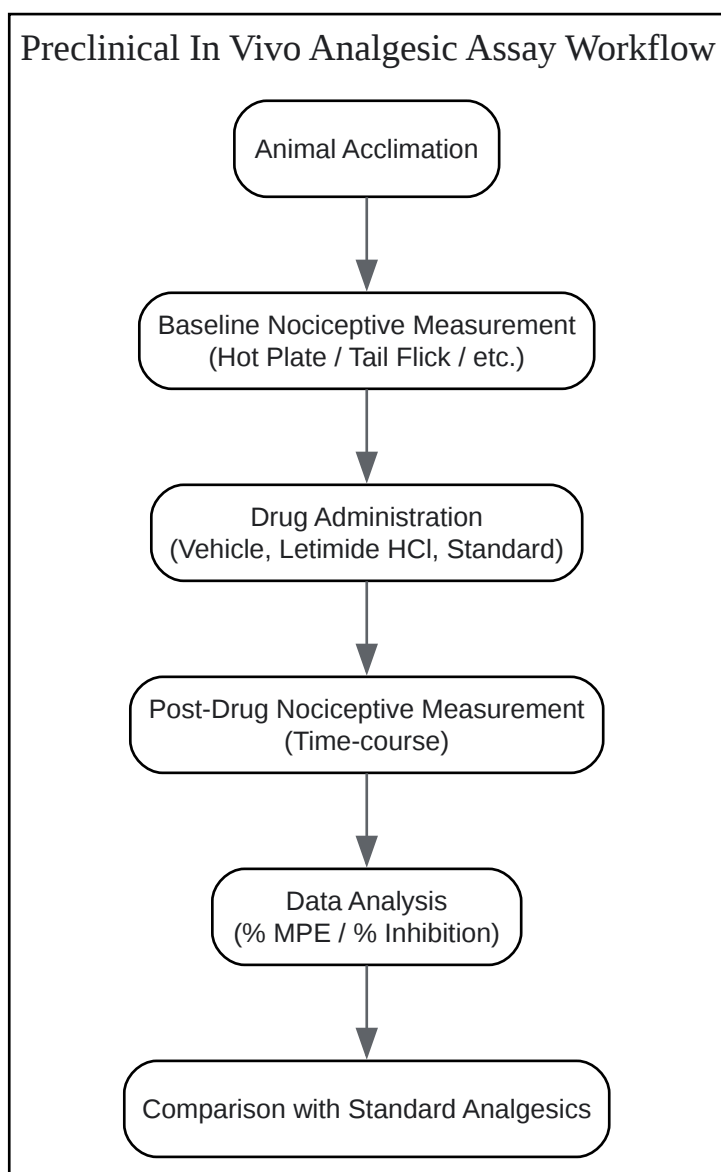 Preclinical In Vivo Analgesic Assay Workflow
Animal Acclimation
Baseline Nociceptive Measurement
(Hot Plate / Tail Flick / etc.)
Drug Administration
(Vehicle, Letimide HCl, Standard)
Post-Drug Nociceptive Measurement
(Time-course)
Data Analysis
(% MPE / % Inhibition)
Comparison with Standard Analgesics